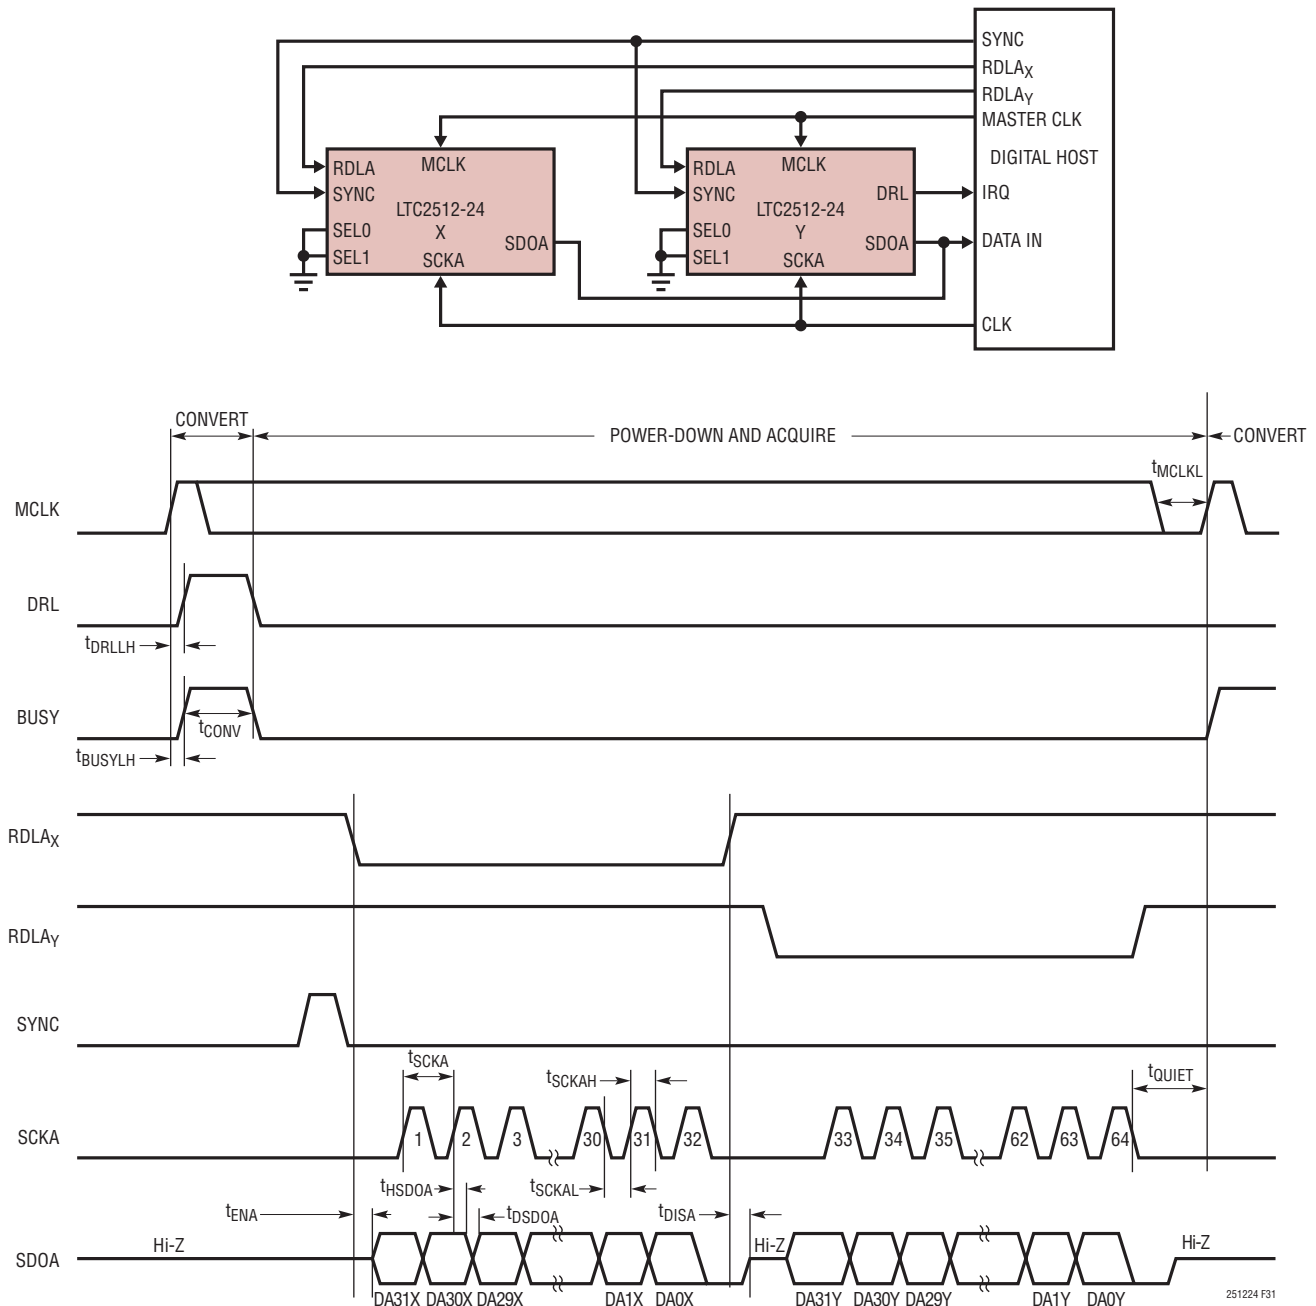 SYNC
RDLAX
RDLAY
MASTER CLK
DIGITAL HOST
IRQ
DATA IN
CLK
RDLA
MCLK
SYNC
LTC2512-24
X
SEL0
SEL1
SDOA
SCKA
RDLA
MCLK
SYNC
DRL
LTC2512-24
Y
SEL0
SEL1
SDOA
SCKA
CONVERT
POWER-DOWN AND ACQUIRE
CONVERT
MCLK
tMCLKL
DRL
tDRLLH
BUSY
tCONV
tBUSYLH
RDLAX
RDLAY
SYNC
tSCKA
tSCKAH
tQUIET
SCKA
1 2 3 30 31 32 33 34 35 62 63 64
tHSDOA
tSCKAL
tENA
tDSDOA
tDISA
SDOA
Hi-Z
Hi-Z
Hi-Z
DA31X DA30X DA29X DA1X DA0X DA31Y DA30Y DA29Y DA1Y DA0Y
251224 F31